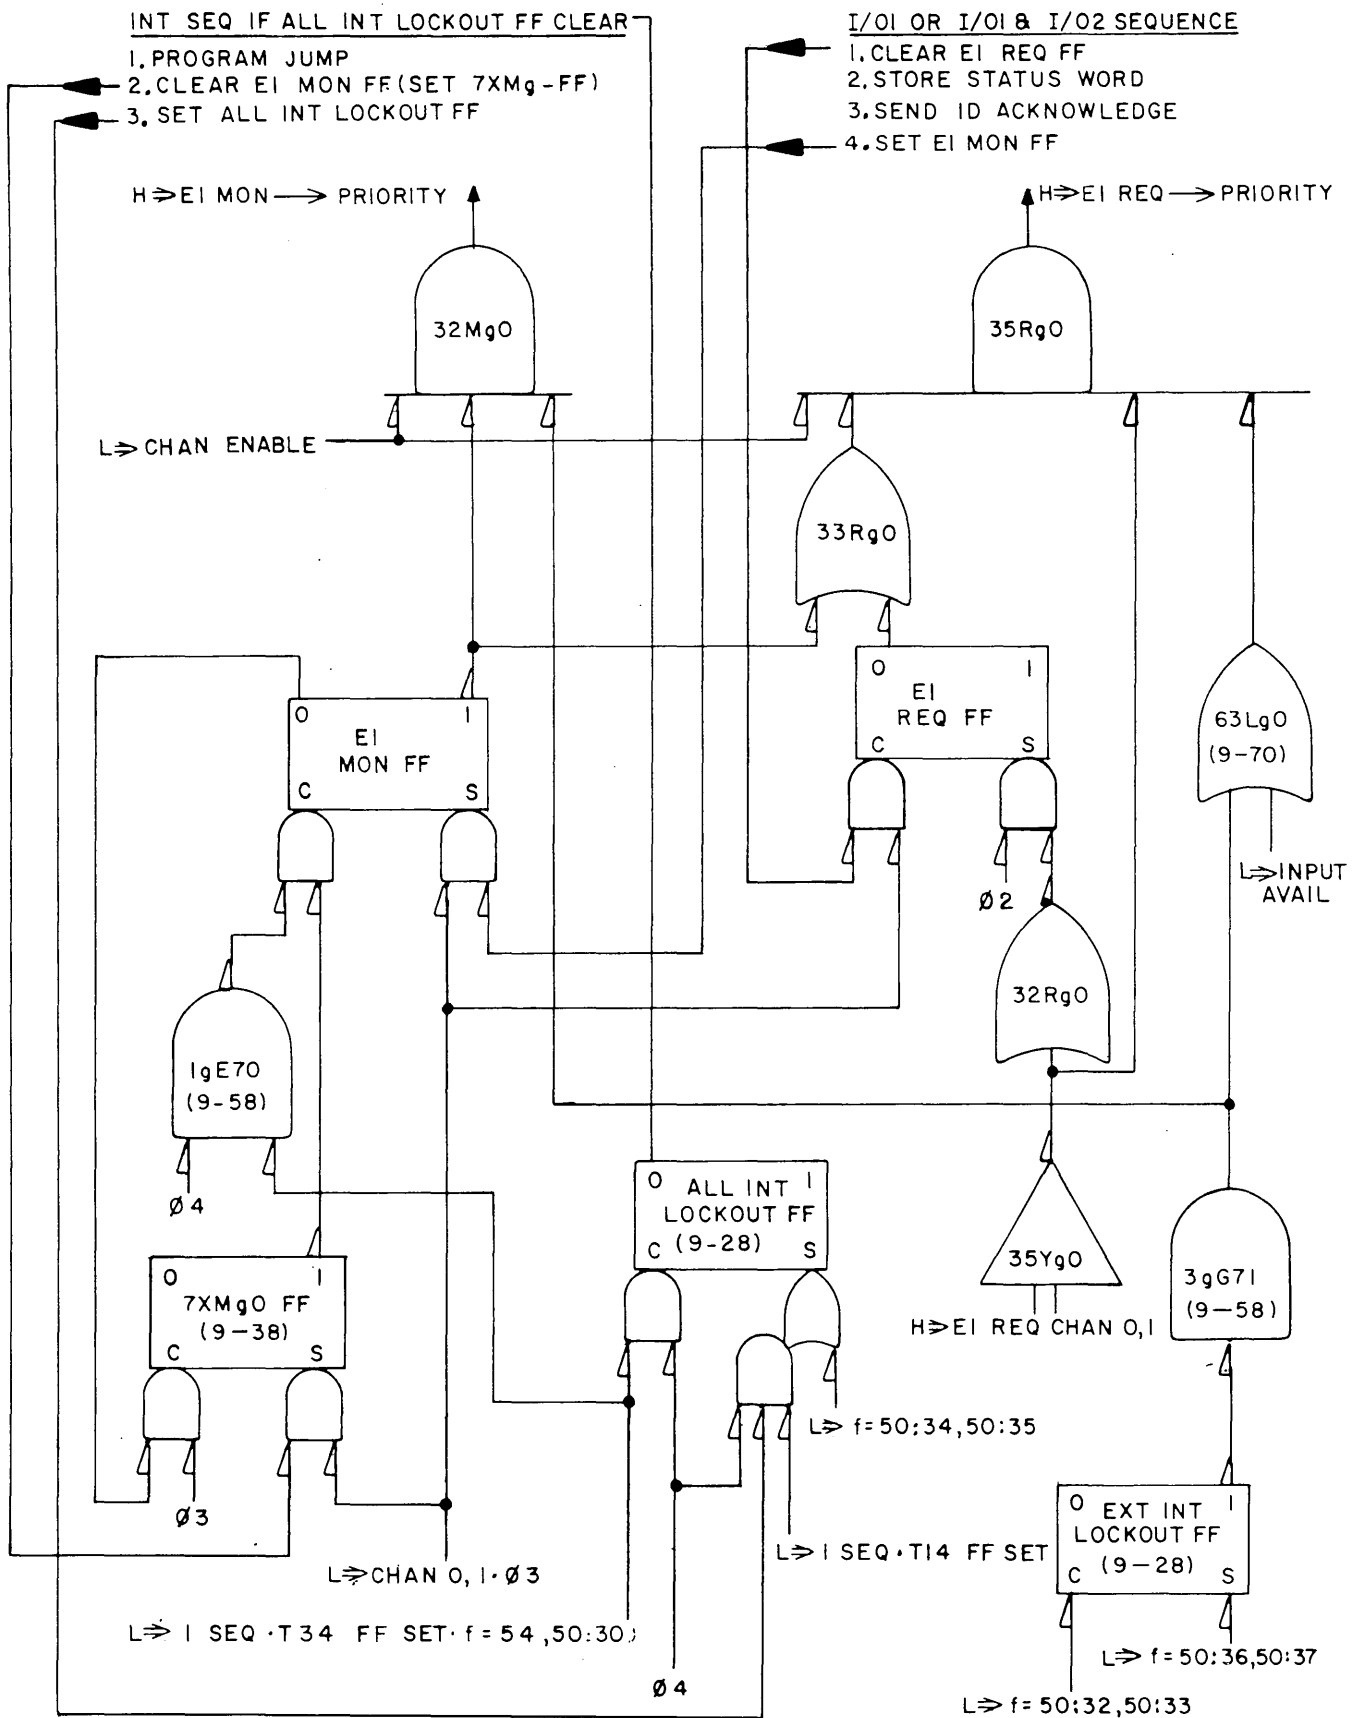 INT SEQ IF ALL INT LOCKOUT FF CLEAR
1. PROGRAM JUMP
2. CLEAR EI MON FF (SET 7XMg-FF)
3. SET ALL INT LOCKOUT FF
I/O1 OR I/O1 & I/O2 SEQUENCE
1. CLEAR EI REQ FF
2. STORE STATUS WORD
3. SEND ID ACKNOWLEDGE
4. SET EI MON FF
H⇒EI MON → PRIORITY
H⇒EI REQ → PRIORITY
32MgO
35RgO
L⇒ CHAN ENABLE
33RgO
O I
EI
MON FF
C S
O I
EI
REQ FF
C S
63LgO
(9-70)
L⇒INPUT
AVAIL
Ø2
32RgO
IgE70
(9-58)
Ø4
O I
ALL INT
LOCKOUT FF
(9-28)
C S
35YgO
H⇒EI REQ CHAN 0,1
3gG71
(9-58)
O I
7XMgO FF
(9-38)
C S
Ø3
L⇒ f=50:34,50:35
L⇒ I SEQ·T14 FF SET
O I
EXT INT
LOCKOUT FF
(9-28)
C S
L⇒CHAN 0,1·Ø3
L⇒ I SEQ ·T34 FF SET· f=54,50:30
Ø4
L⇒ f=50:36,50:37
L⇒ f=50:32,50:33